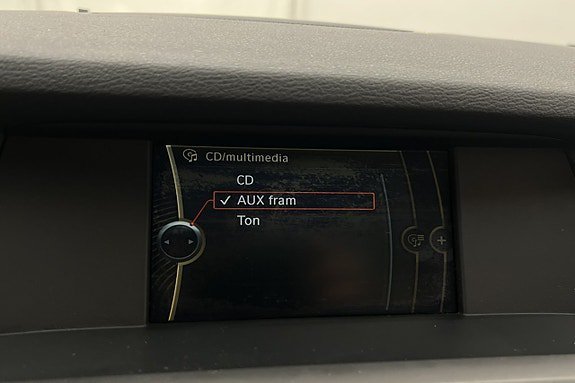 CD/multimedia
CD
AUX fram
Ton